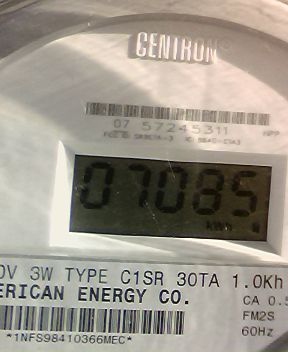 CENTRON®
07 57245311
07085
kWh
0V 3W TYPE C1SR 30TA 1.0Kh
ERICAN ENERGY CO.
CA 0.5
FM2S
60Hz
*1NFS98410366MEC*